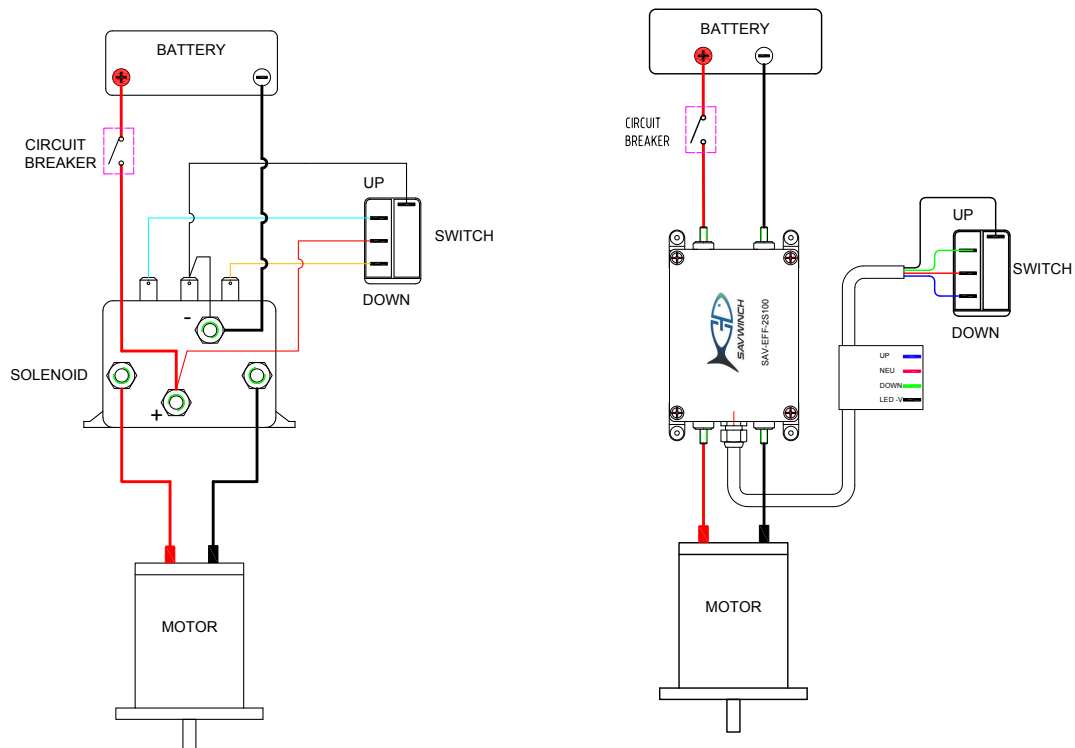 BATTERY
CIRCUIT
BREAKER
UP
SWITCH
DOWN
-
SOLENOID
+
MOTOR
BATTERY
CIRCUIT
BREAKER
UP
SWITCH
DOWN
SAVWINCH
SAV-EFF-2S100
UP
NEU
DOWN
LED -V
MOTOR